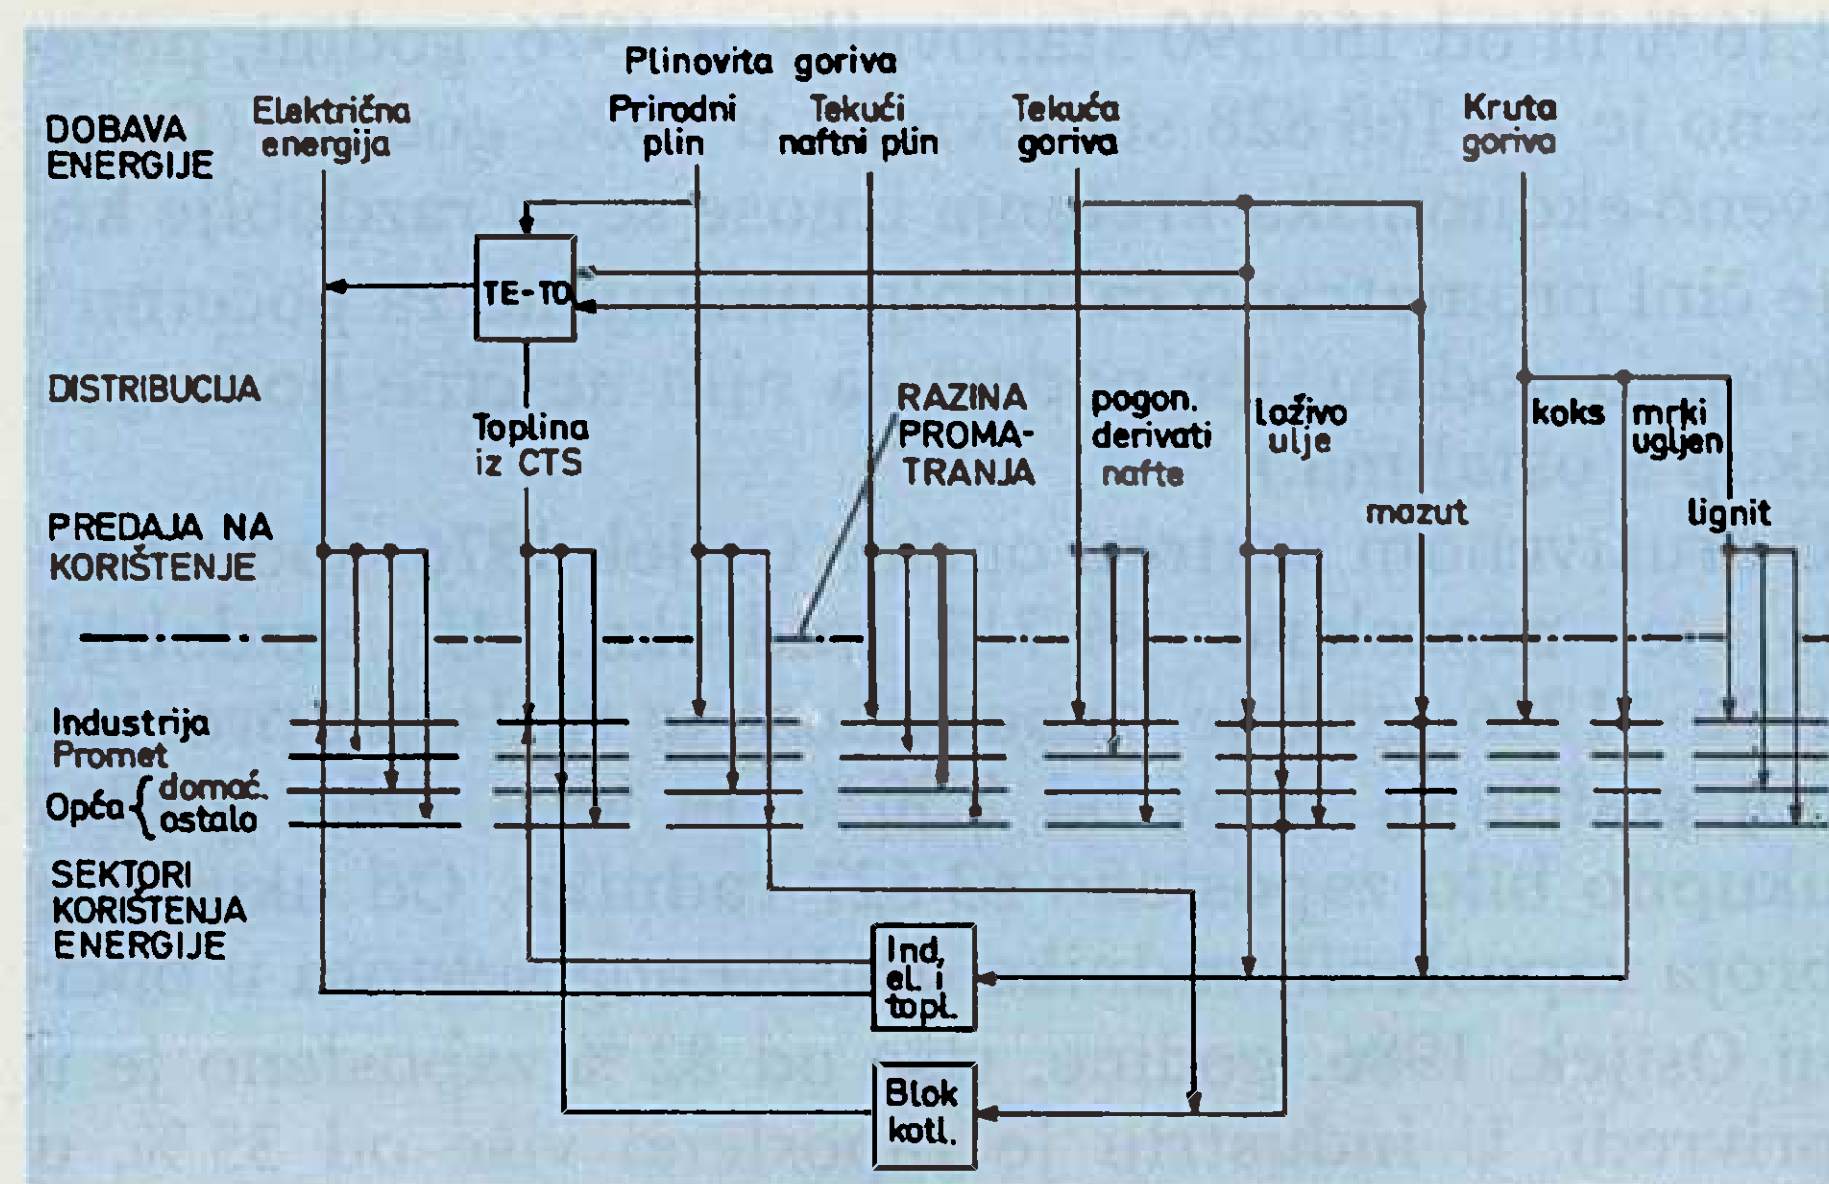 Plinovita goriva
DOBAVA
ENERGIJE
Električna
energija
Prirodni
plin
Tekući
naftni plin
Tekuća
goriva
Kruta
goriva
TE-TO
DISTRIBUCIJA
Toplina
iz CTS
RAZINA
PROMA-
TRANJA
pogon.
derivati
nafte
loživo
ulje
mazut
koks
mrki
ugljen
lignit
PREDAJA NA
KORIŠTENJE
Industrija
Promet
Opća { domać.
ostalo
SEKTORI
KORIŠTENJA
ENERGIJE
Ind,
el. i
topl.
Blok
kotl.